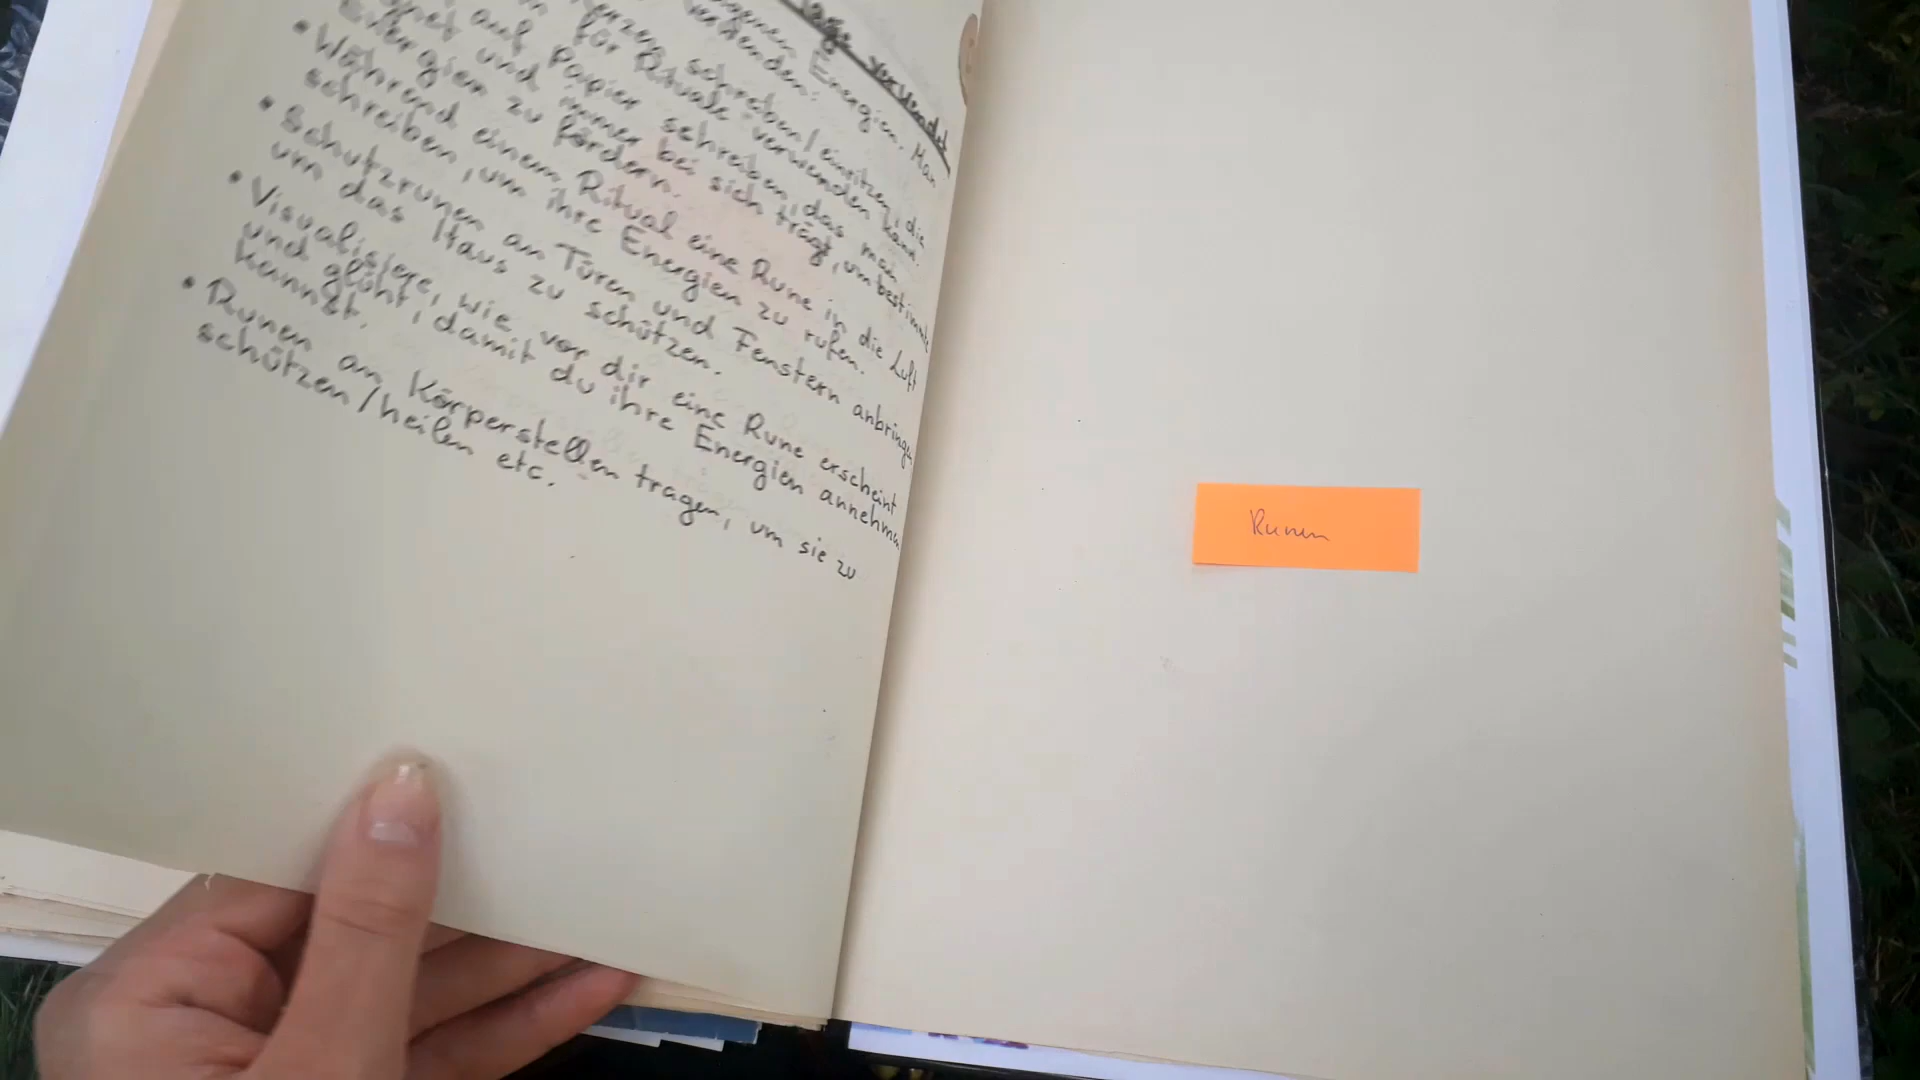 verwendet
eigenen Energien. Man
verwenden:
Kerzen schreiben/einritzen, die
für Rituale verwenden kann.
auf Papier schreiben, das man
und immer bei sich trägt, um bestimmte
Energien zu fördern.
• Während einem Ritual eine Rune in die Luft
schreiben, um ihre Energien zu rufen.
• Schutzrunen an Türen und Fenstern anbringen
um das Haus zu schützen.
• Visualisiere, wie vor dir eine Rune erscheint
und glüht, damit du ihre Energien annehmen
kannst.
• Runen an Körperstellen tragen, um sie zu
schützen/heilen etc.
Runen